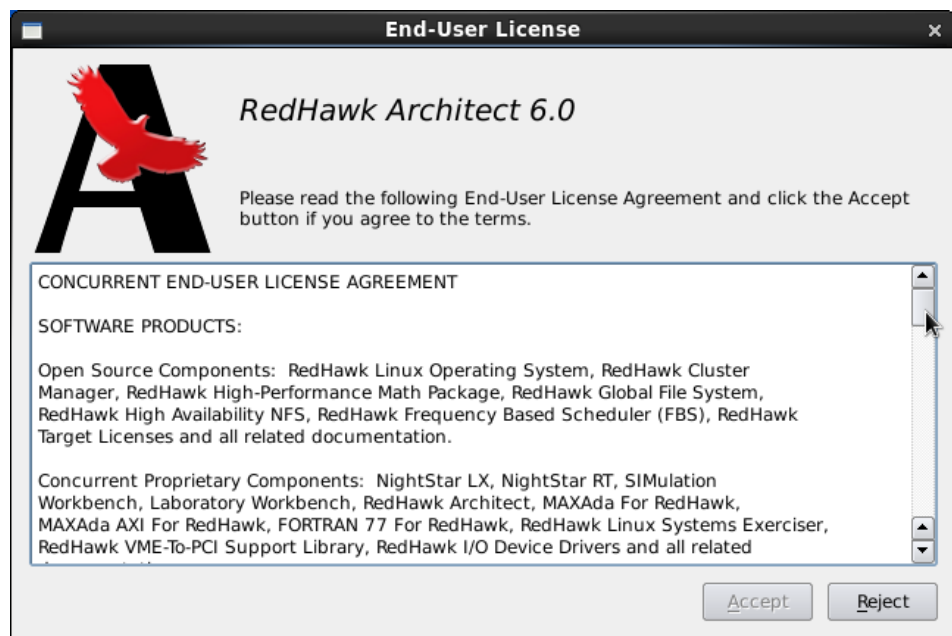 End-User License
RedHawk Architect 6.0
Please read the following End-User License Agreement and click the Accept
button if you agree to the terms.
CONCURRENT END-USER LICENSE AGREEMENT
SOFTWARE PRODUCTS:
Open Source Components:  RedHawk Linux Operating System, RedHawk Cluster
Manager, RedHawk High-Performance Math Package, RedHawk Global File System,
RedHawk High Availability NFS, RedHawk Frequency Based Scheduler (FBS), RedHawk
Target Licenses and all related documentation.
Concurrent Proprietary Components:  NightStar LX, NightStar RT, SIMulation
Workbench, Laboratory Workbench, RedHawk Architect, MAXAda For RedHawk,
MAXAda AXI For RedHawk, FORTRAN 77 For RedHawk, RedHawk Linux Systems Exerciser,
RedHawk VME-To-PCI Support Library, RedHawk I/O Device Drivers and all related
Accept
Reject